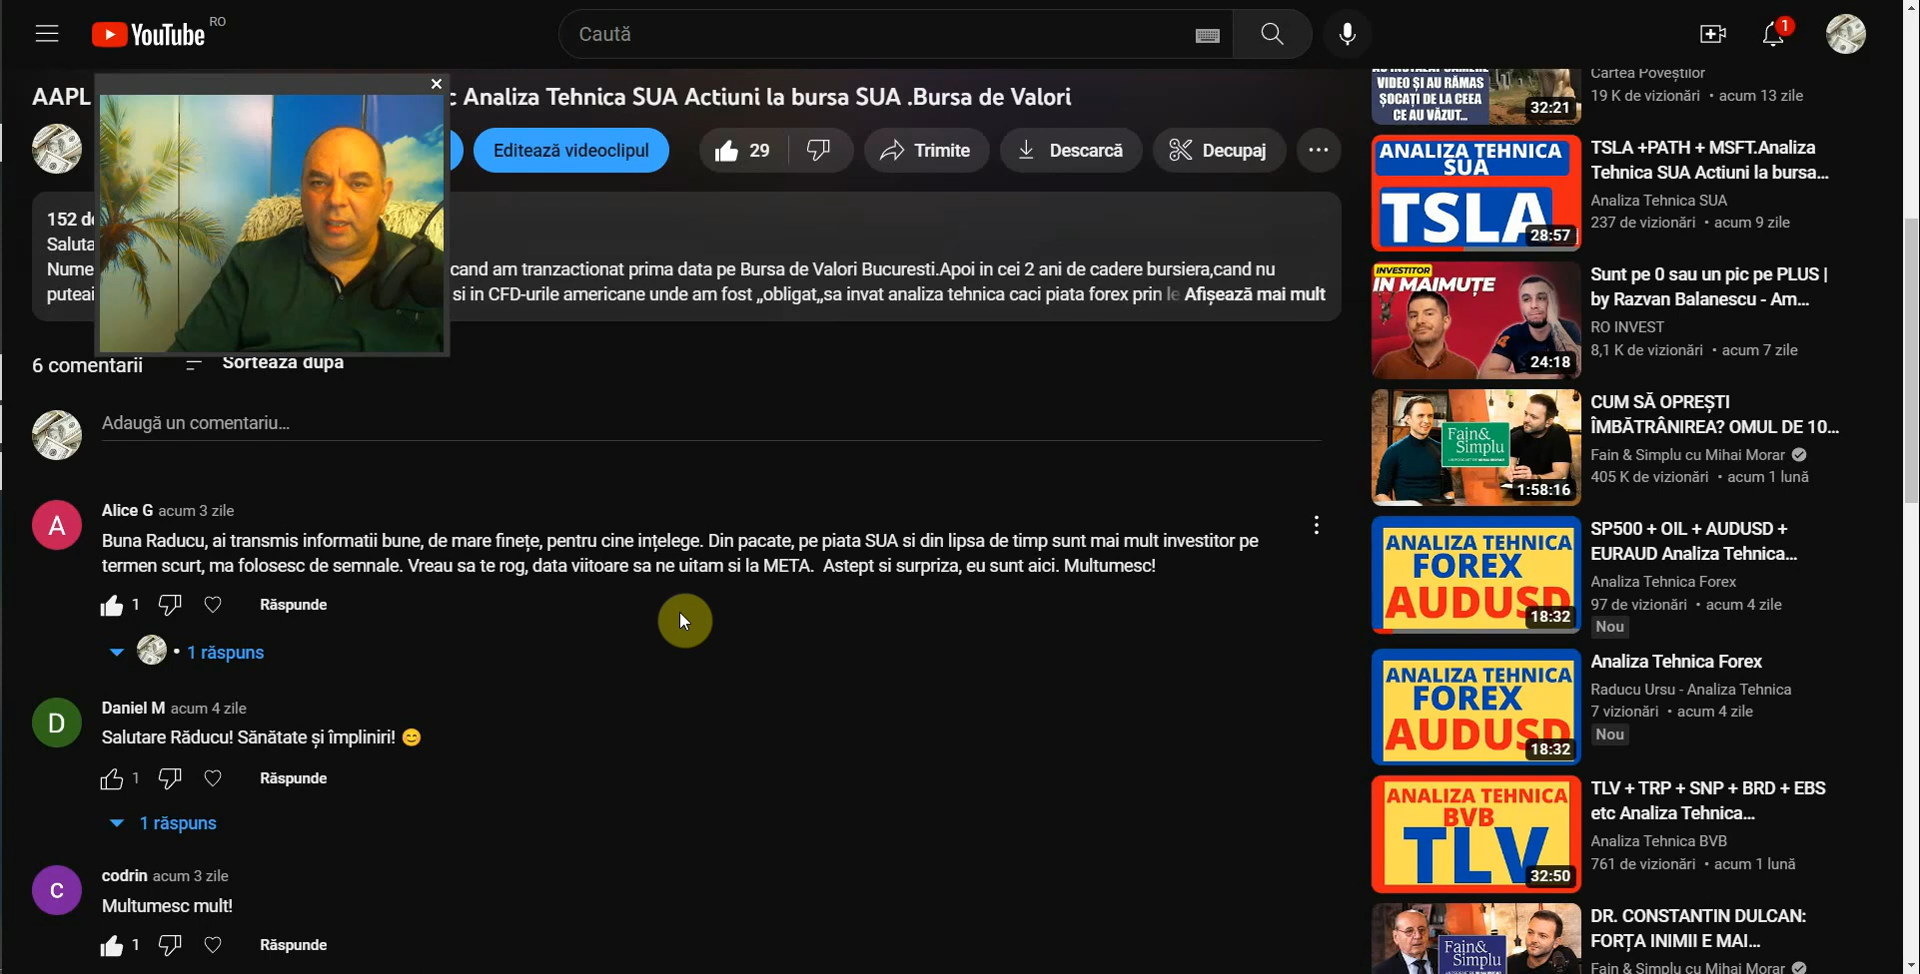 YouTube RO
Caută
1
AAPL
c Analiza Tehnica SUA Actiuni la bursa SUA .Bursa de Valori
Editează videoclipul
29
Trimite
Descarcă
Decupaj
152 de
Saluta
Nume
cand am tranzactionat prima data pe Bursa de Valori Bucuresti.Apoi in cei 2 ani de cadere bursiera,cand nu
puteai
si in CFD-urile americane unde am fost ,,obligat,,sa invat analiza tehnica caci piata forex prin le Afișează mai mult
6 comentarii
Sortează după
Adaugă un comentariu...
A
Alice G acum 3 zile
Buna Raducu, ai transmis informatii bune, de mare finețe, pentru cine ințelege. Din pacate, pe piata SUA si din lipsa de timp sunt mai mult investitor pe
termen scurt, ma folosesc de semnale. Vreau sa te rog, data viitoare sa ne uitam si la META. Astept si surpriza, eu sunt aici. Multumesc!
1
Răspunde
• 1 răspuns
D
Daniel M acum 4 zile
Salutare Răducu! Sănătate și împliniri! 😊
1
Răspunde
1 răspuns
C
codrin acum 3 zile
Multumesc mult!
1
Răspunde
VIDEO ȘI AU RĂMAS
ȘOCAȚI DE LA CEEA
CE AU VĂZUT...
32:21
Cartea Poveștilor
19 K de vizionări • acum 13 zile
ANALIZA TEHNICA
SUA
TSLA
28:57
TSLA +PATH + MSFT.Analiza
Tehnica SUA Actiuni la bursa...
Analiza Tehnica SUA
237 de vizionări • acum 9 zile
INVESTITOR
IN MAIMUȚE
24:18
Sunt pe 0 sau un pic pe PLUS |
by Razvan Balanescu - Am...
RO INVEST
8,1 K de vizionări • acum 7 zile
Fain&
Simplu
1:58:16
CUM SĂ OPREȘTI
ÎMBĂTRÂNIREA? OMUL DE 10...
Fain & Simplu cu Mihai Morar
405 K de vizionări • acum 1 lună
ANALIZA TEHNICA
FOREX
AUDUSD
18:32
SP500 + OIL + AUDUSD +
EURAUD Analiza Tehnica...
Analiza Tehnica Forex
97 de vizionări • acum 4 zile
Nou
ANALIZA TEHNICA
FOREX
AUDUSD
18:32
Analiza Tehnica Forex
Raducu Ursu - Analiza Tehnica
7 vizionări • acum 4 zile
Nou
ANALIZA TEHNICA
BVB
TLV
32:50
TLV + TRP + SNP + BRD + EBS
etc Analiza Tehnica...
Analiza Tehnica BVB
761 de vizionări • acum 1 lună
Fain&
Simplu
DR. CONSTANTIN DULCAN:
FORȚA INIMII E MAI...
Fain & Simplu cu Mihai Morar